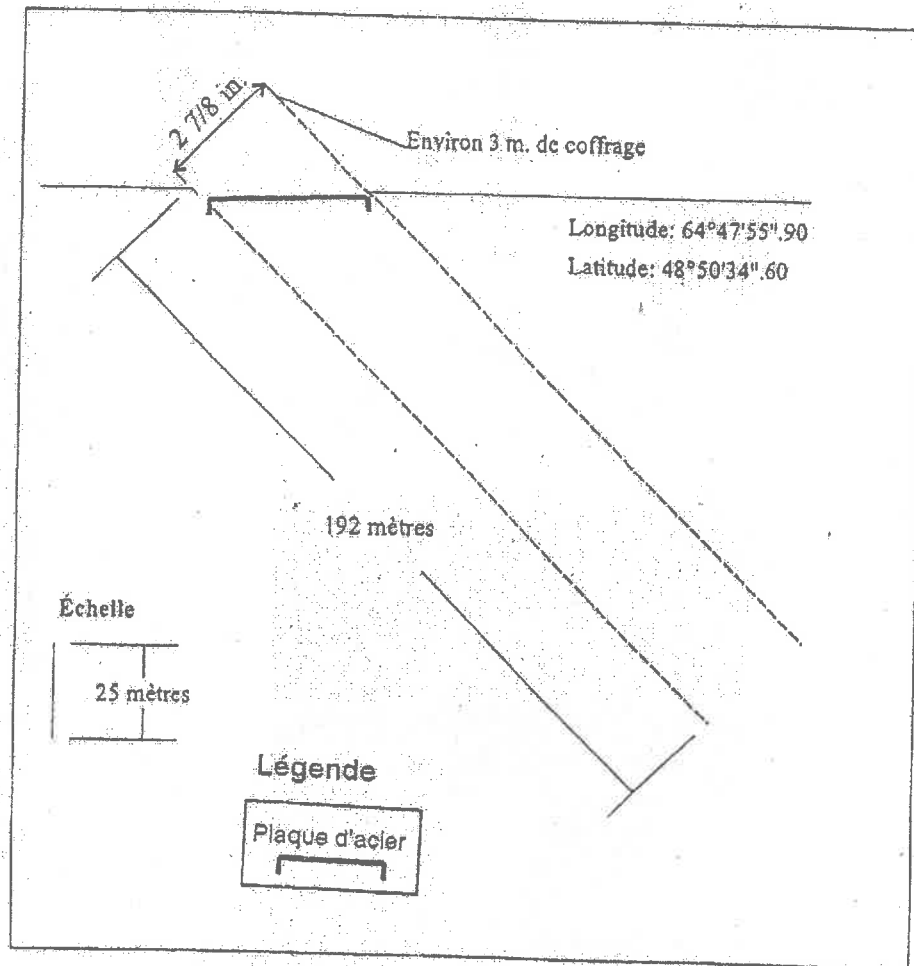 2 7/8 in.
Environ 3 m. de coffrage
Longitude: 64°47'55".90
Latitude: 48°50'34".60
192 mètres
Échelle
25 mètres
Légende
Plaque d'acier